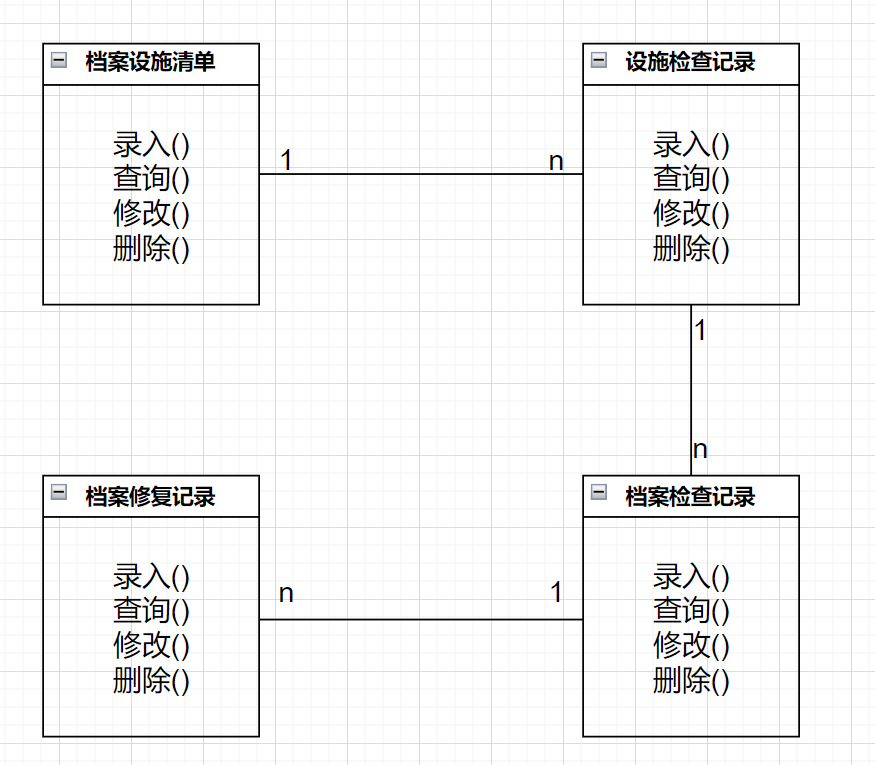 档案设施清单
录入()
查询()
修改()
删除()
1
n
设施检查记录
录入()
查询()
修改()
删除()
1
n
档案修复记录
录入()
查询()
修改()
删除()
n
1
档案检查记录
录入()
查询()
修改()
删除()